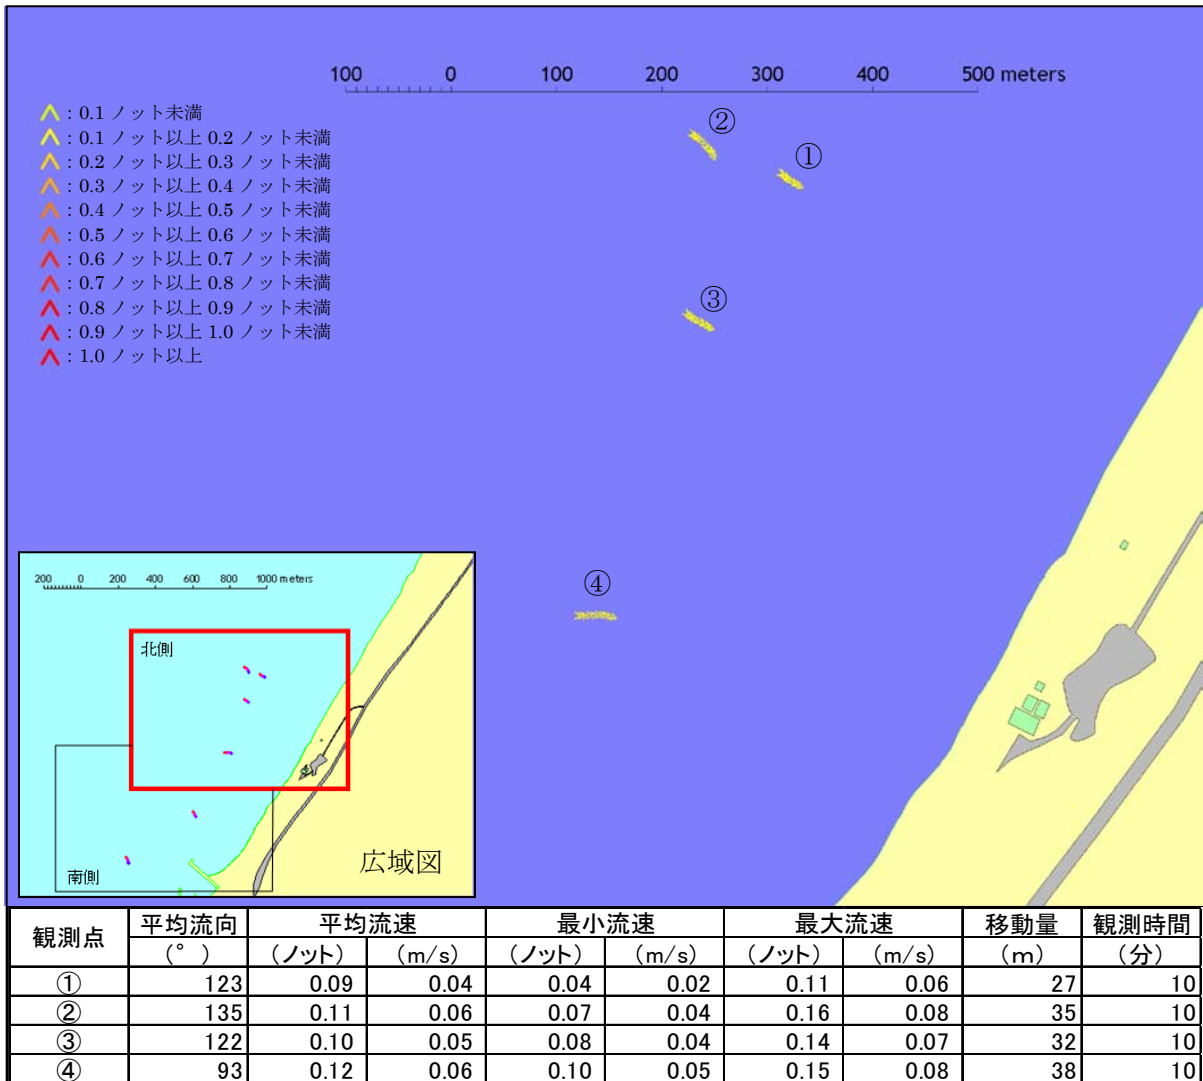 100 0 100 200 300 400 500 meters
: 0.1 ノット未満
: 0.1 ノット以上 0.2 ノット未満
: 0.2 ノット以上 0.3 ノット未満
: 0.3 ノット以上 0.4 ノット未満
: 0.4 ノット以上 0.5 ノット未満
: 0.5 ノット以上 0.6 ノット未満
: 0.6 ノット以上 0.7 ノット未満
: 0.7 ノット以上 0.8 ノット未満
: 0.8 ノット以上 0.9 ノット未満
: 0.9 ノット以上 1.0 ノット未満
: 1.0 ノット以上
②
①
③
④
200 0 200 400 600 800 1000 meters
北側
南側
広域図
観測点 平均流向 平均流速 最小流速 最大流速 移動量 観測時間
(°) (ノット) (m/s) (ノット) (m/s) (ノット) (m/s) (m) (分)
① 123 0.09 0.04 0.04 0.02 0.11 0.06 27 10
② 135 0.11 0.06 0.07 0.04 0.16 0.08 35 10
③ 122 0.10 0.05 0.08 0.04 0.14 0.07 32 10
④ 93 0.12 0.06 0.10 0.05 0.15 0.08 38 10